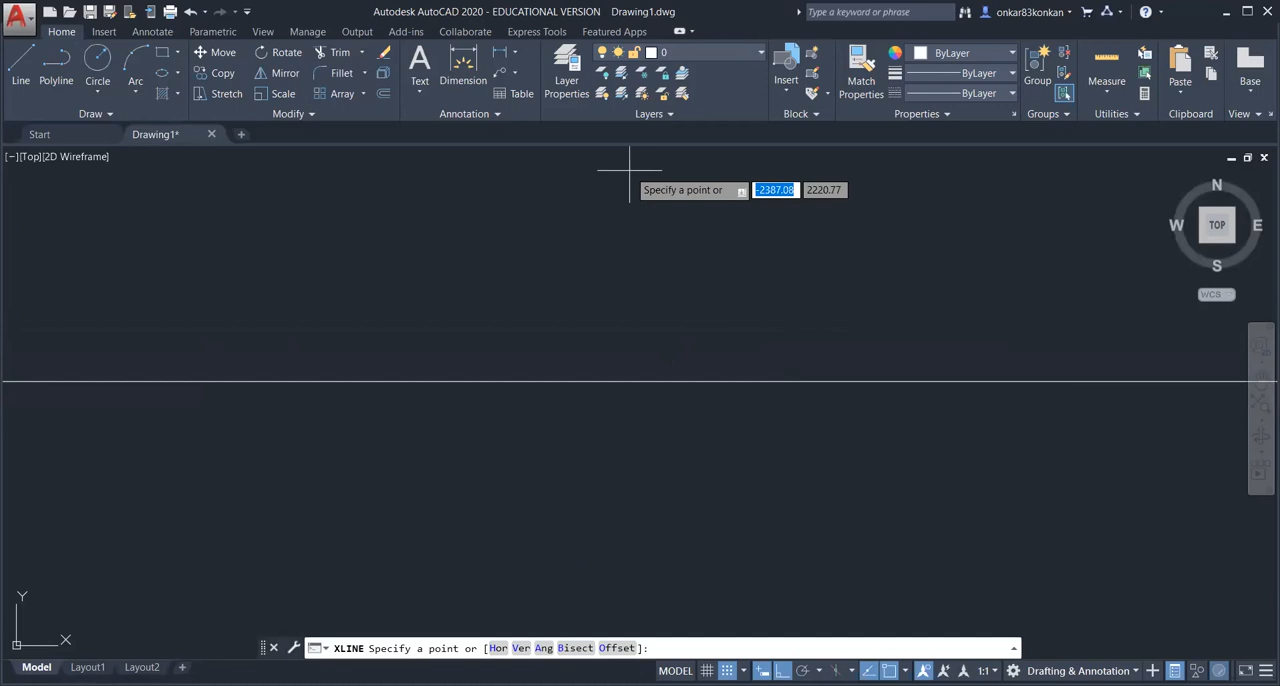 Autodesk AutoCAD 2020 - EDUCATIONAL VERSION Drawing1.dwg
Type a keyword or phrase
onkar83konkan
Home Insert Annotate Parametric View Manage Output Add-ins Collaborate Express Tools Featured Apps
Line Polyline Circle Arc
Move Rotate Trim
Copy Mirror Fillet
Stretch Scale Array
Text Dimension Table
Layer Properties
0
Insert
Match Properties
ByLayer
ByLayer
ByLayer
Group Measure Paste Base
Draw Modify Annotation Layers Block Properties Groups Utilities Clipboard View
Start Drawing1*
[−][Top][2D Wireframe]
Specify a point or -2387.08 2220.77
N
W TOP E
S
WCS
Y
X
XLINE Specify a point or [Hor Ver Ang Bisect Offset]:
Model Layout1 Layout2
MODEL 1:1 Drafting & Annotation